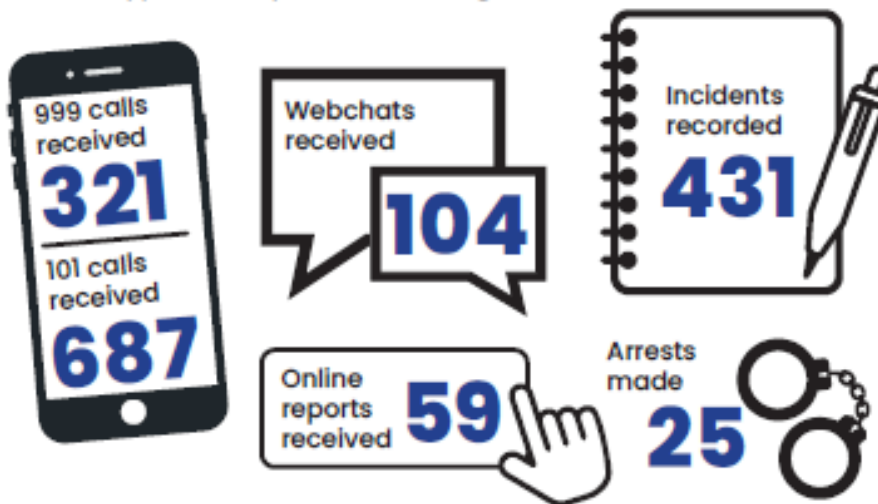 999 calls
received
321
101 calls
received
687
Webchats
received
104
Online
reports
received
59
Incidents
recorded
431
Arrests
made
25